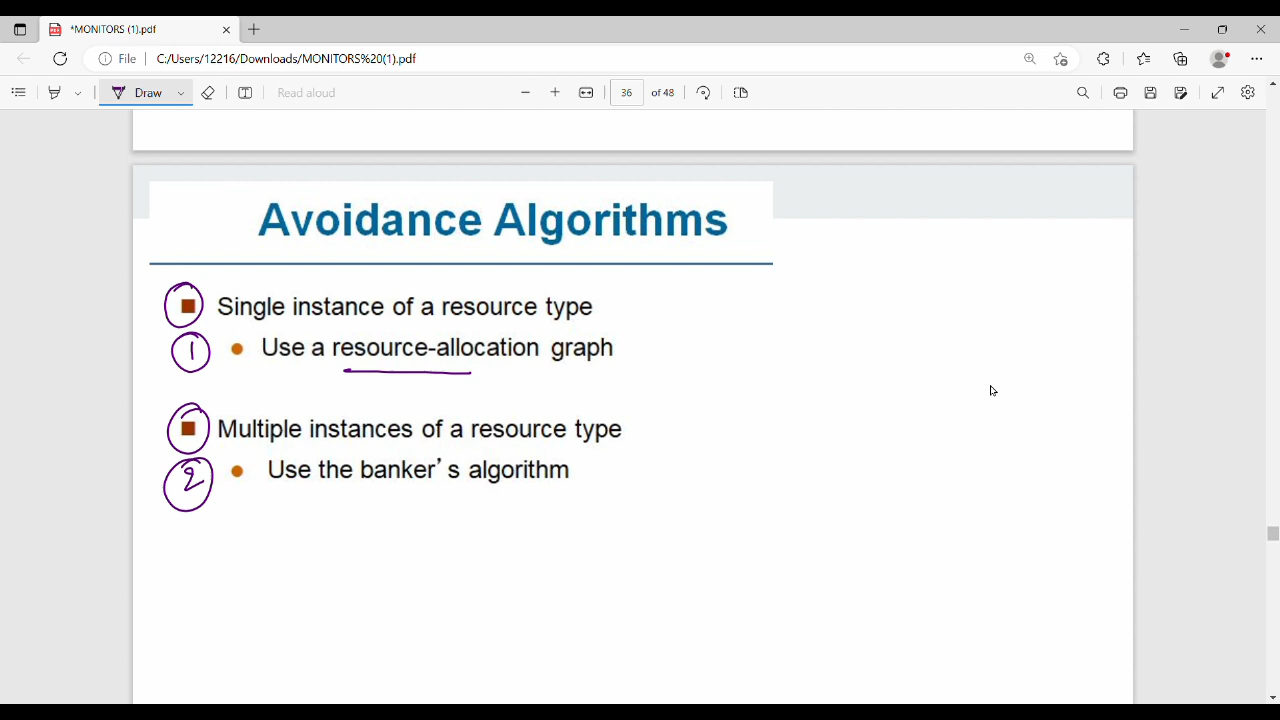 *MONITORS (1).pdf
File
C:/Users/12216/Downloads/MONITORS%20(1).pdf
Draw
Read aloud
36 of 48
Avoidance Algorithms
Single instance of a resource type
1
Use a resource-allocation graph
Multiple instances of a resource type
2
Use the banker's algorithm